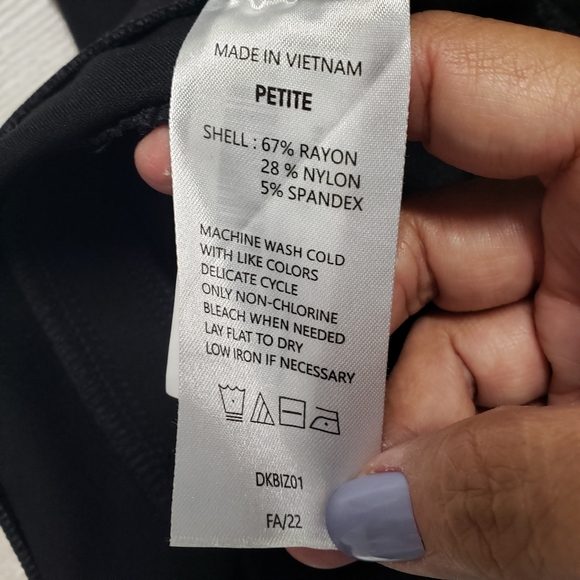 MADE IN VIETNAM
PETITE
SHELL : 67% RAYON
28 % NYLON
5% SPANDEX
MACHINE WASH COLD
WITH LIKE COLORS
DELICATE CYCLE
ONLY NON-CHLORINE
BLEACH WHEN NEEDED
LAY FLAT TO DRY
LOW IRON IF NECESSARY
DKBIZ01
FA/22